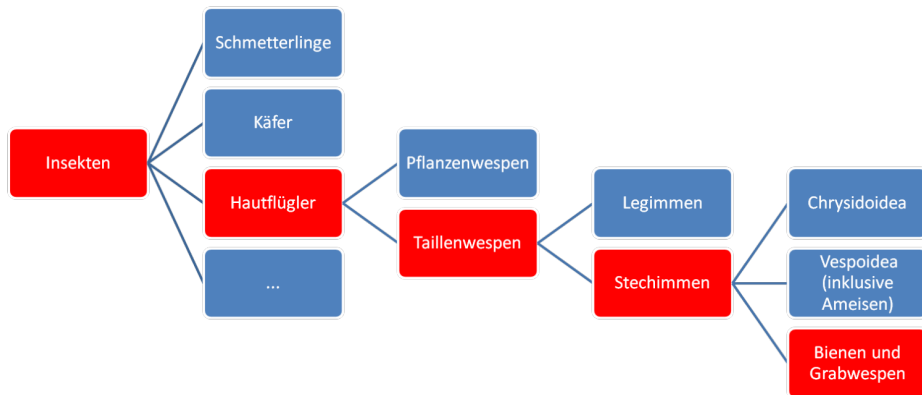 Insekten
Schmetterlinge
Käfer
Hautflügler
...
Pflanzenwespen
Taillenwespen
Legimmen
Stechimmen
Chrysidoidea
Vespoidea
(inklusive
Ameisen)
Bienen und
Grabwespen